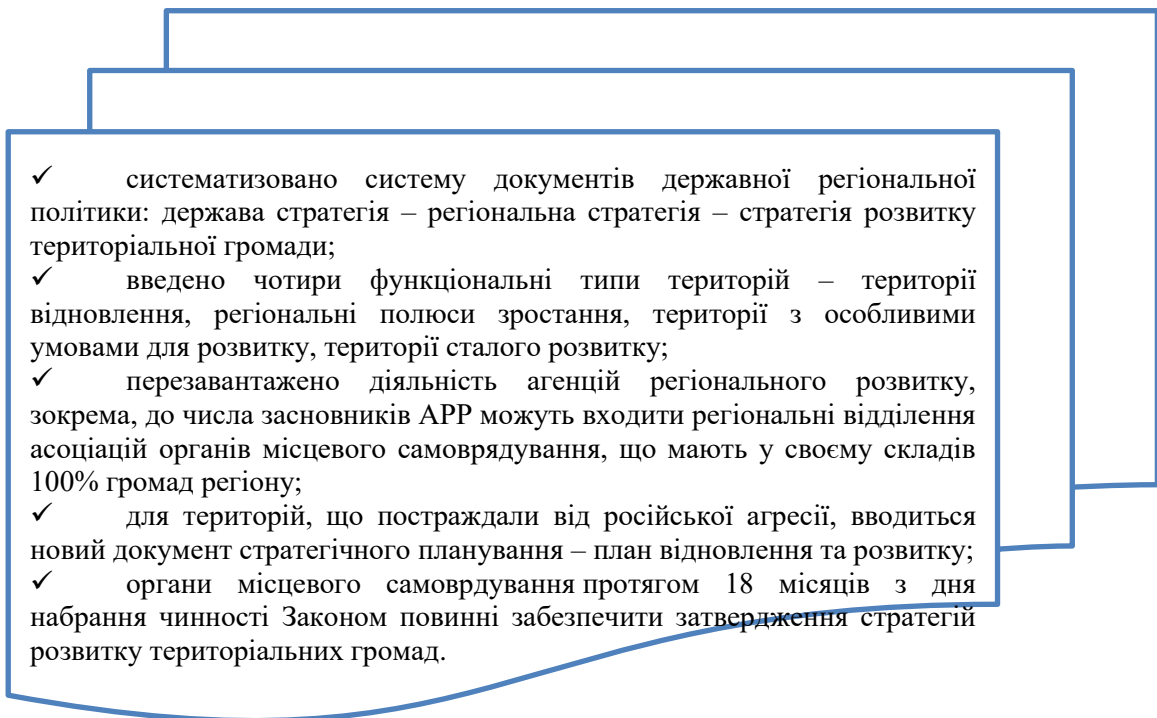 ✓ систематизовано систему документів державної регіональної
політики: держава стратегія – регіональна стратегія – стратегія розвитку
територіальної громади;
✓ введено чотири функціональні типи територій – території
відновлення, регіональні полюси зростання, території з особливими
умовами для розвитку, території сталого розвитку;
✓ перезавантажено діяльність агенцій регіонального розвитку,
зокрема, до числа засновників АРР можуть входити регіональні відділення
асоціацій органів місцевого самоврядування, що мають у своєму складів
100% громад регіону;
✓ для територій, що постраждали від російської агресії, вводиться
новий документ стратегічного планування – план відновлення та розвитку;
✓ органи місцевого самоврдування протягом 18 місяців з дня
набрання чинності Законом повинні забезпечити затвердження стратегій
розвитку територіальних громад.